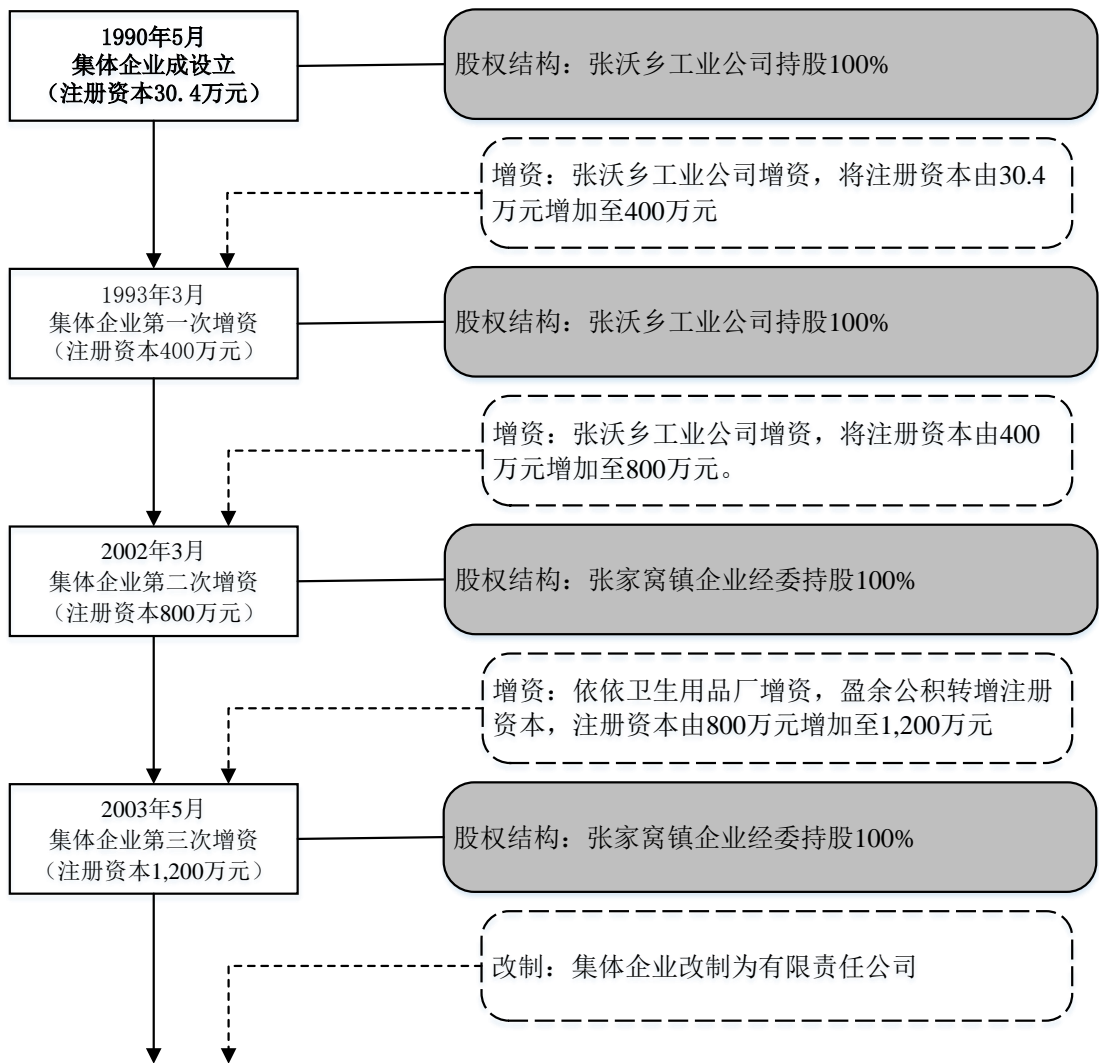 1990年5月
集体企业成设立
（注册资本30.4万元）
股权结构：张沃乡工业公司持股100%
增资：张沃乡工业公司增资，将注册资本由30.4
万元增加至400万元
1993年3月
集体企业第一次增资
（注册资本400万元）
股权结构：张沃乡工业公司持股100%
增资：张沃乡工业公司增资，将注册资本由400
万元增加至800万元。
2002年3月
集体企业第二次增资
（注册资本800万元）
股权结构：张家窝镇企业经委持股100%
增资：依依卫生用品厂增资，盈余公积转增注册
资本，注册资本由800万元增加至1,200万元
2003年5月
集体企业第三次增资
（注册资本1,200万元）
股权结构：张家窝镇企业经委持股100%
改制：集体企业改制为有限责任公司